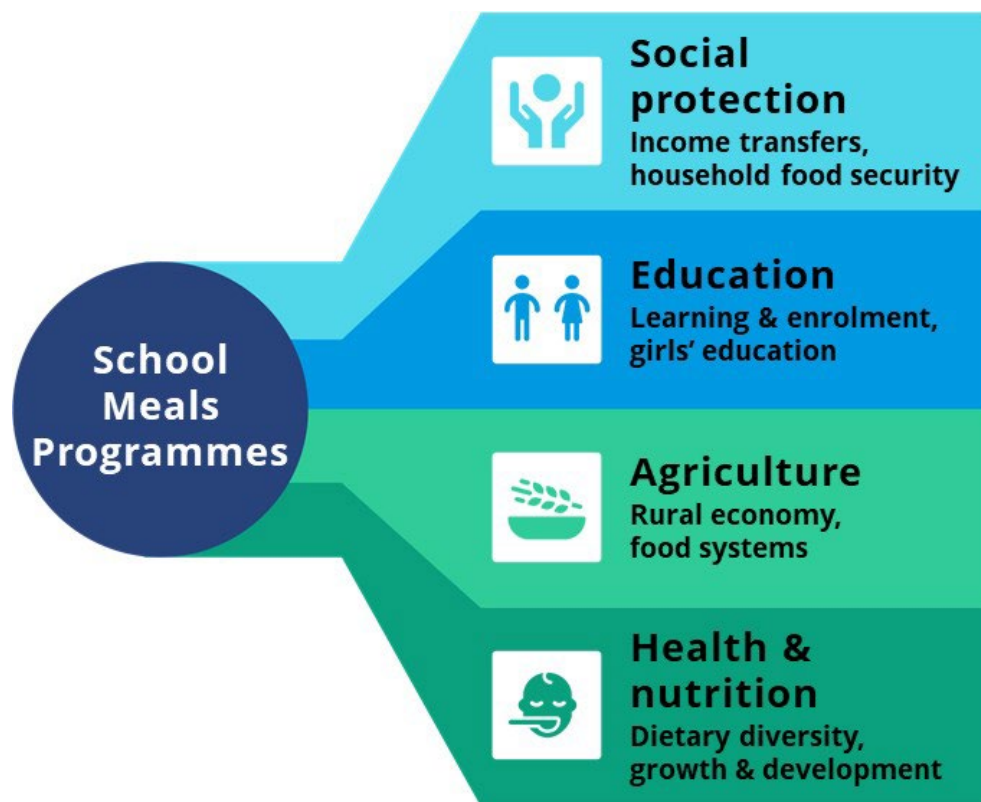 School
Meals
Programmes
Social
protection
Income transfers,
household food security
Education
Learning & enrolment,
girls’ education
Agriculture
Rural economy,
food systems
Health &
nutrition
Dietary diversity,
growth & development